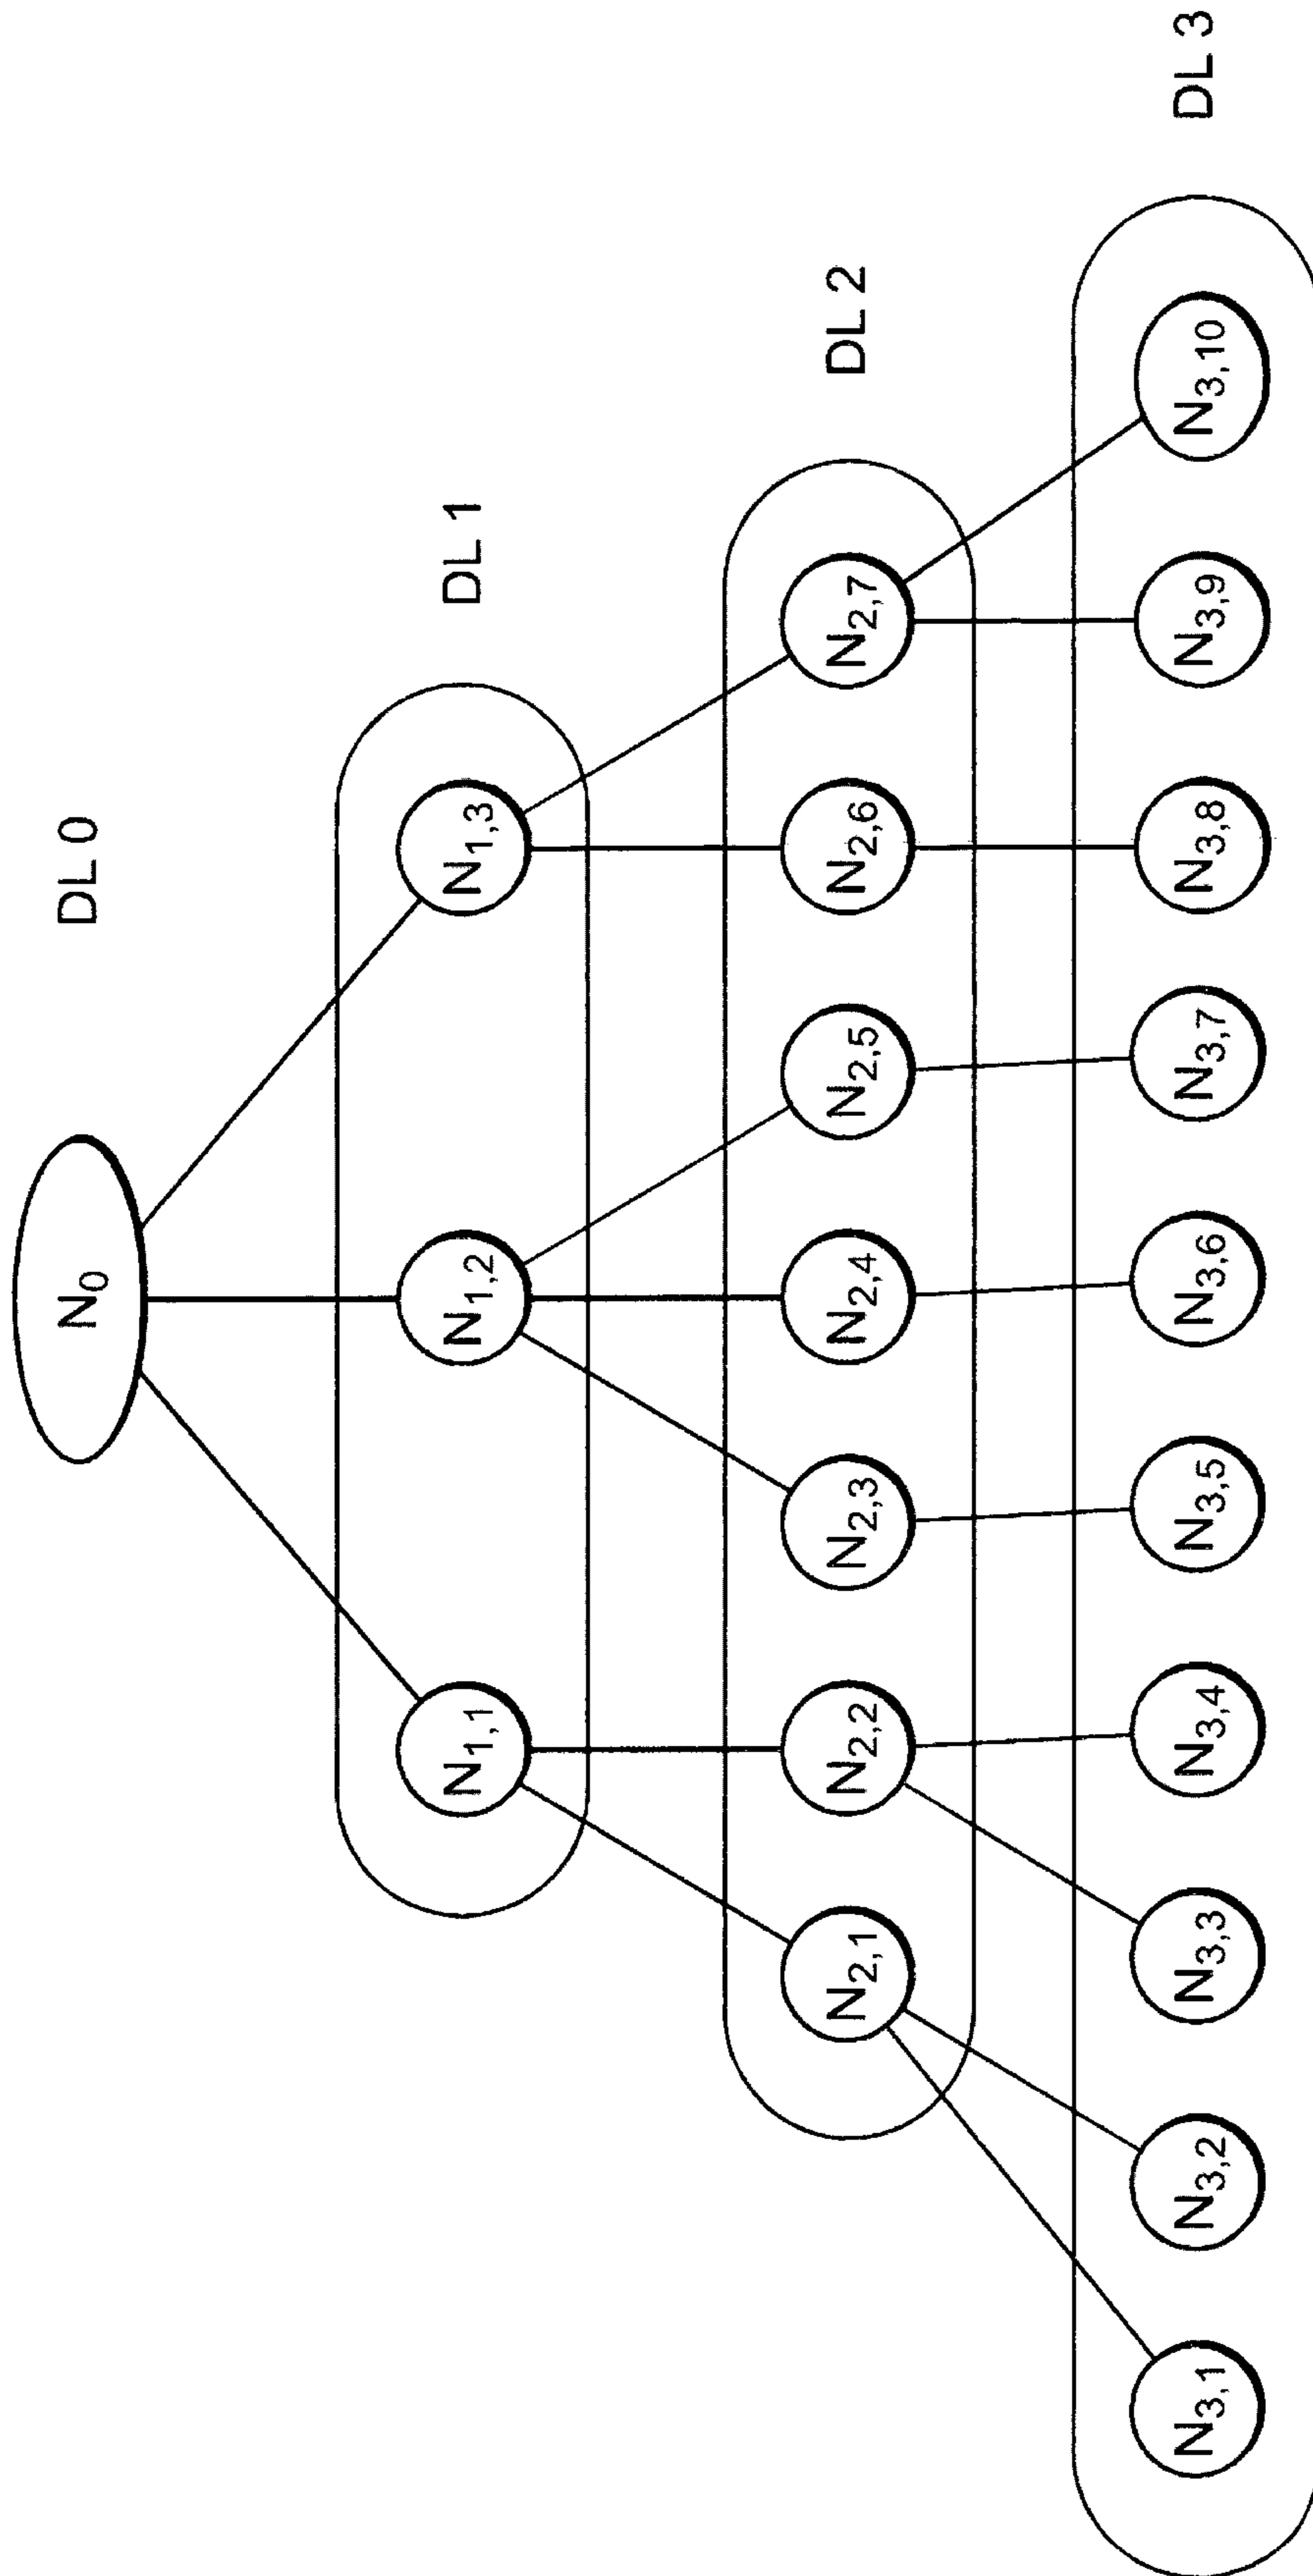 N0 DL 0
N1,1 N1,2 N1,3 DL 1
N2,1 N2,2 N2,3 N2,4 N2,5 N2,6 N2,7 DL 2
N3,1 N3,2 N3,3 N3,4 N3,5 N3,6 N3,7 N3,8 N3,9 N3,10 DL 3